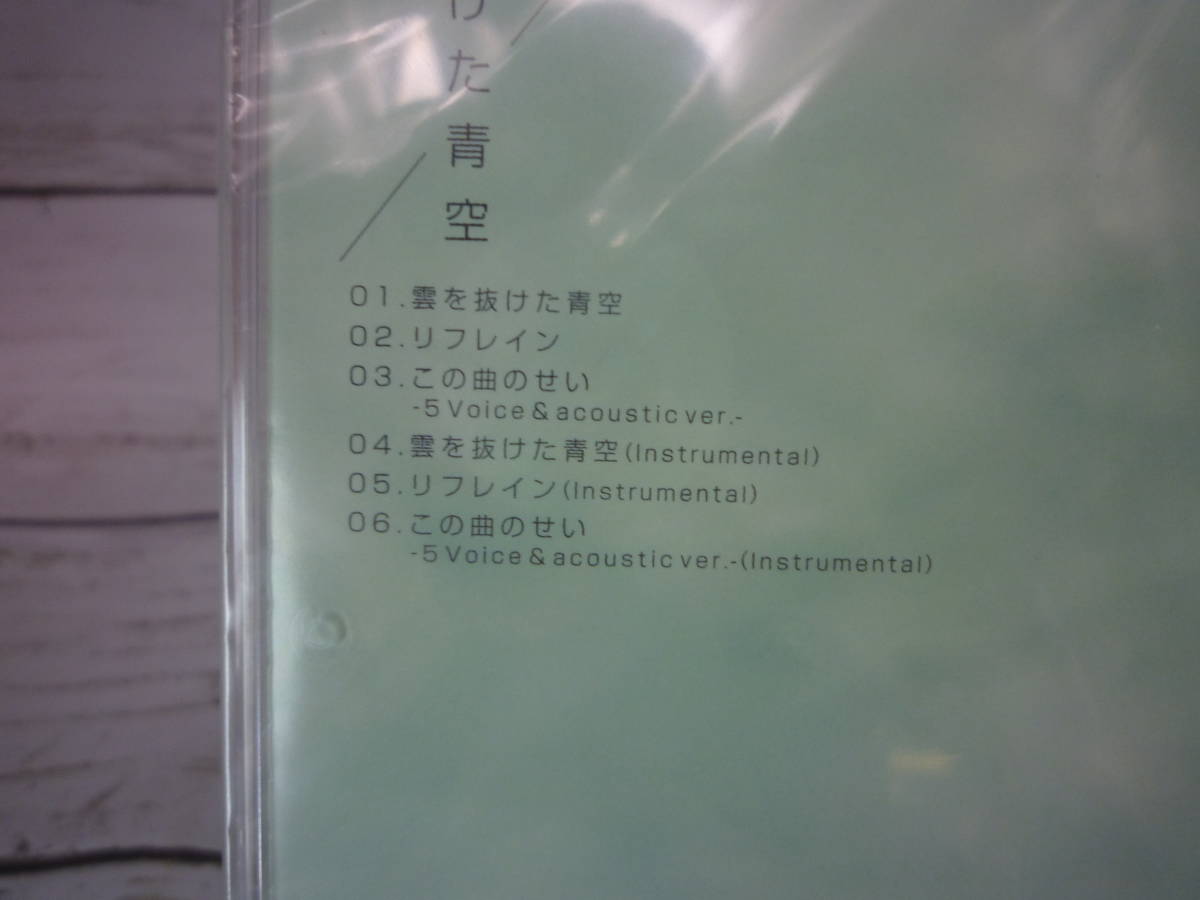 けた青空
01.雲を抜けた青空
02.リフレイン
03.この曲のせい
-5 Voice & acoustic ver.-
04.雲を抜けた青空(Instrumental)
05.リフレイン(Instrumental)
06.この曲のせい
-5 Voice & acoustic ver.-(Instrumental)